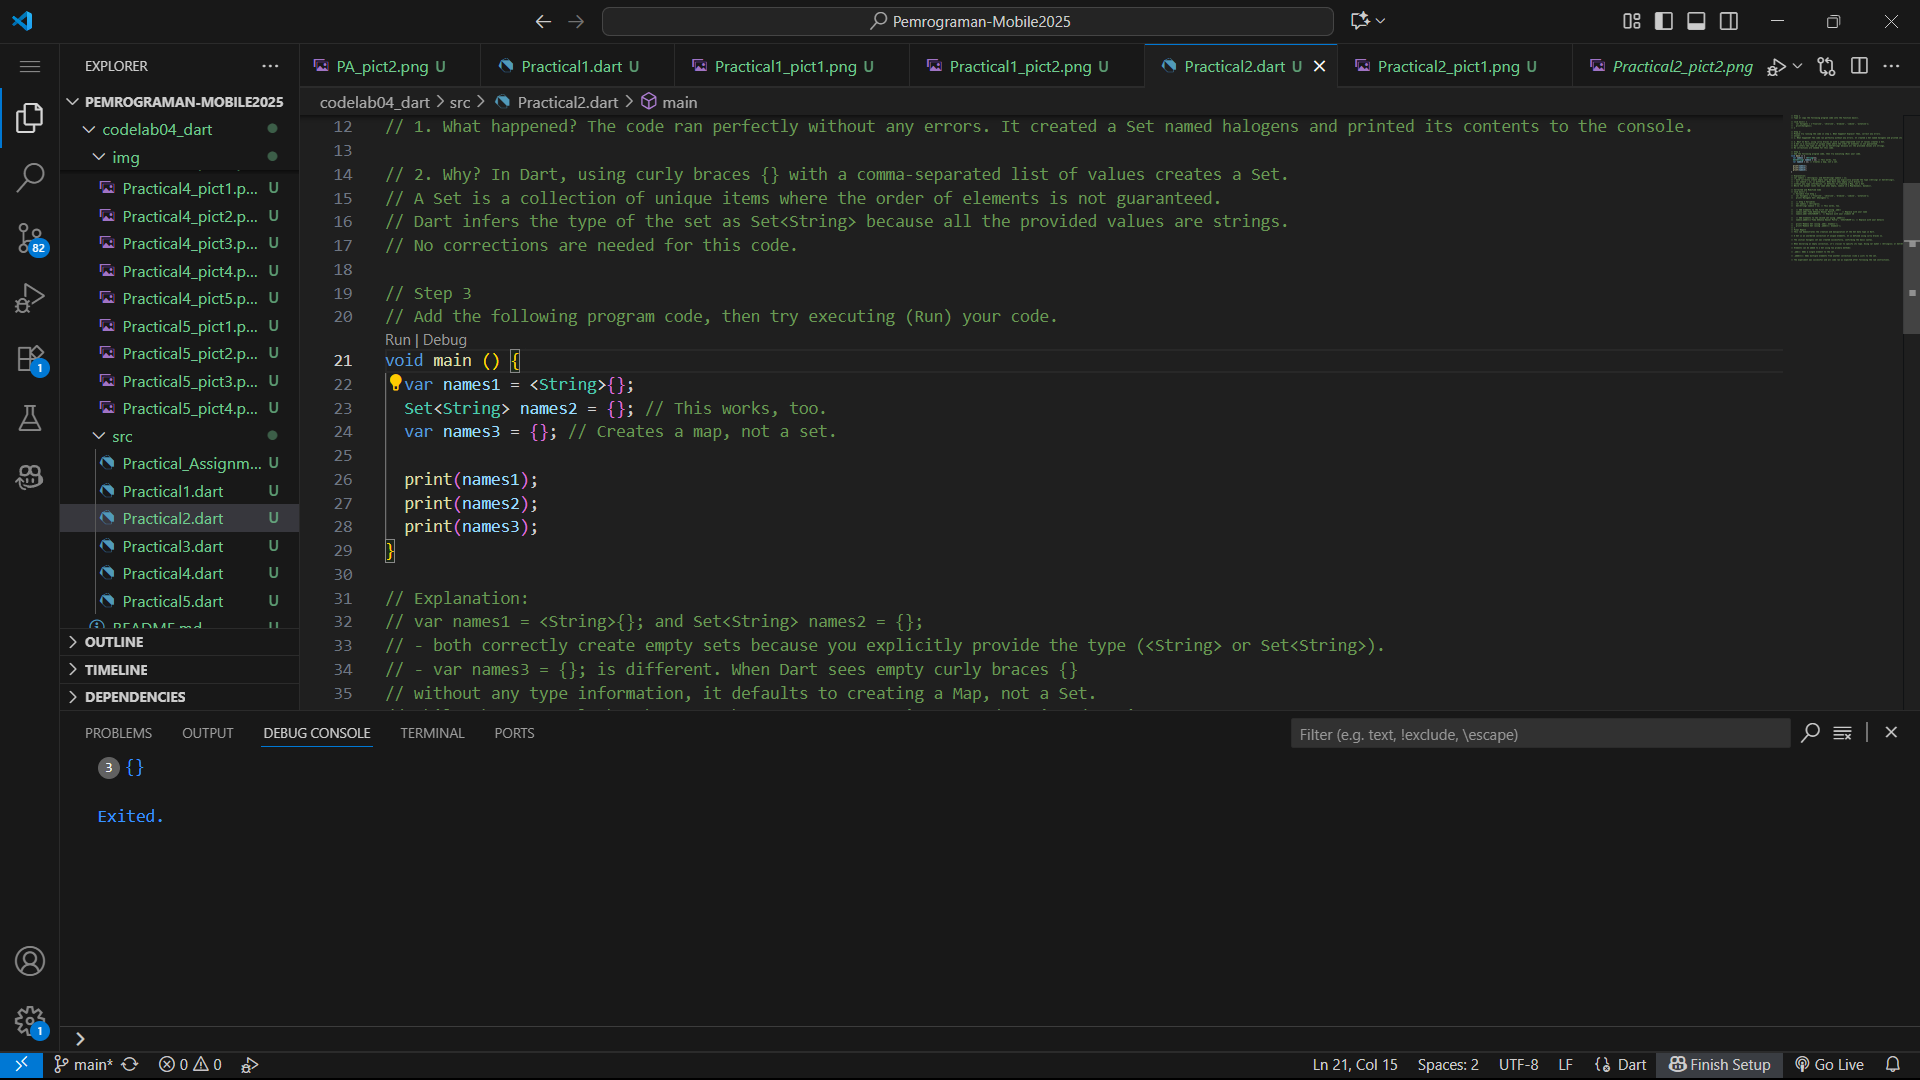 Pemrograman-Mobile2025
EXPLORER
PA_pict2.png U
Practical1.dart U
Practical1_pict1.png U
Practical1_pict2.png U
Practical2.dart U
Practical2_pict1.png U
Practical2_pict2.png
PEMROGRAMAN-MOBILE2025
codelab04_dart
img
Practical4_pict1.p... U
Practical4_pict2.p... U
Practical4_pict3.p... U
Practical4_pict4.p... U
Practical4_pict5.p... U
Practical5_pict1.p... U
Practical5_pict2.p... U
Practical5_pict3.p... U
Practical5_pict4.p... U
src
Practical_Assignm... U
Practical1.dart U
Practical2.dart U
Practical3.dart U
Practical4.dart U
Practical5.dart U
README.md U
OUTLINE
TIMELINE
DEPENDENCIES
82
1
1
codelab04_dart > src > Practical2.dart > main
12 // 1. What happened? The code ran perfectly without any errors. It created a Set named halogens and printed its contents to the console.
13
14 // 2. Why? In Dart, using curly braces {} with a comma-separated list of values creates a Set.
15 // A Set is a collection of unique items where the order of elements is not guaranteed.
16 // Dart infers the type of the set as Set<String> because all the provided values are strings.
17 // No corrections are needed for this code.
18
19 // Step 3
20 // Add the following program code, then try executing (Run) your code.
Run | Debug
21 void main () {
22 var names1 = <String>{};
23 Set<String> names2 = {}; // This works, too.
24 var names3 = {}; // Creates a map, not a set.
25
26 print(names1);
27 print(names2);
28 print(names3);
29 }
30
31 // Explanation:
32 // var names1 = <String>{}; and Set<String> names2 = {};
33 // - both correctly create empty sets because you explicitly provide the type (<String> or Set<String>).
34 // - var names3 = {}; is different. When Dart sees empty curly braces {}
35 // without any type information, it defaults to creating a Map, not a Set.
PROBLEMS OUTPUT DEBUG CONSOLE TERMINAL PORTS
Filter (e.g. text, !exclude, \escape)
3 {}
Exited.
main* 0 0
Ln 21, Col 15 Spaces: 2 UTF-8 LF Dart Finish Setup Go Live